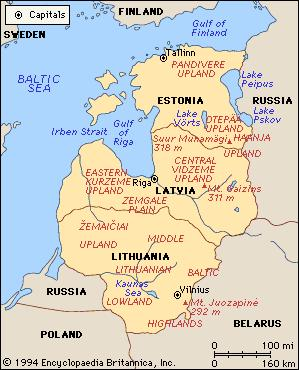 Capitals
FINLAND
SWEDEN
Gulf of
Finland
Tallinn
PANDIVERE
UPLAND
BALTIC
SEA
ESTONIA
Lake
Peipus
RUSSIA
Lake
Võrts
Lake
Pskov
Gulf
of
Riga
Irben Strait
OTEPÄÄ
UPLAND
Suur Munamägi
318 m
HAANJA
UPLAND
EASTERN
KURZEME
UPLAND
CENTRAL
VIDZEME
UPLAND
Riga
LATVIA
Mt. Gaizins
311 m
ZEMGALE
PLAIN
ŽEMAIČIAI
UPLAND
MIDDLE
LITHUANIA
LITHUANIAN
BALTIC
Kaunas
Sea
LOWLAND
Vilnius
Mt. Juozapinė
292 m
HIGHLANDS
RUSSIA
POLAND
BELARUS
0 50 100 mi
0 80 160 km
© 1994 Encyclopaedia Britannica, Inc.